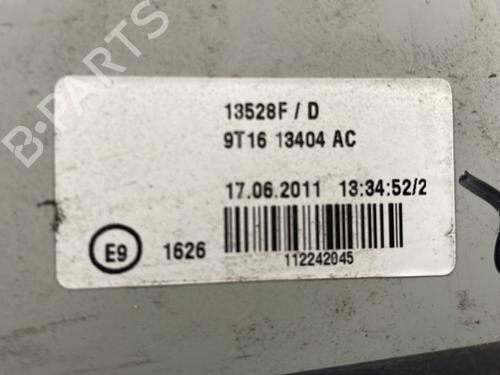 B-PARTS
13528F / D
9T16 13404 AC
17.06.2011 13:34:52/2
E9 1626
112242045